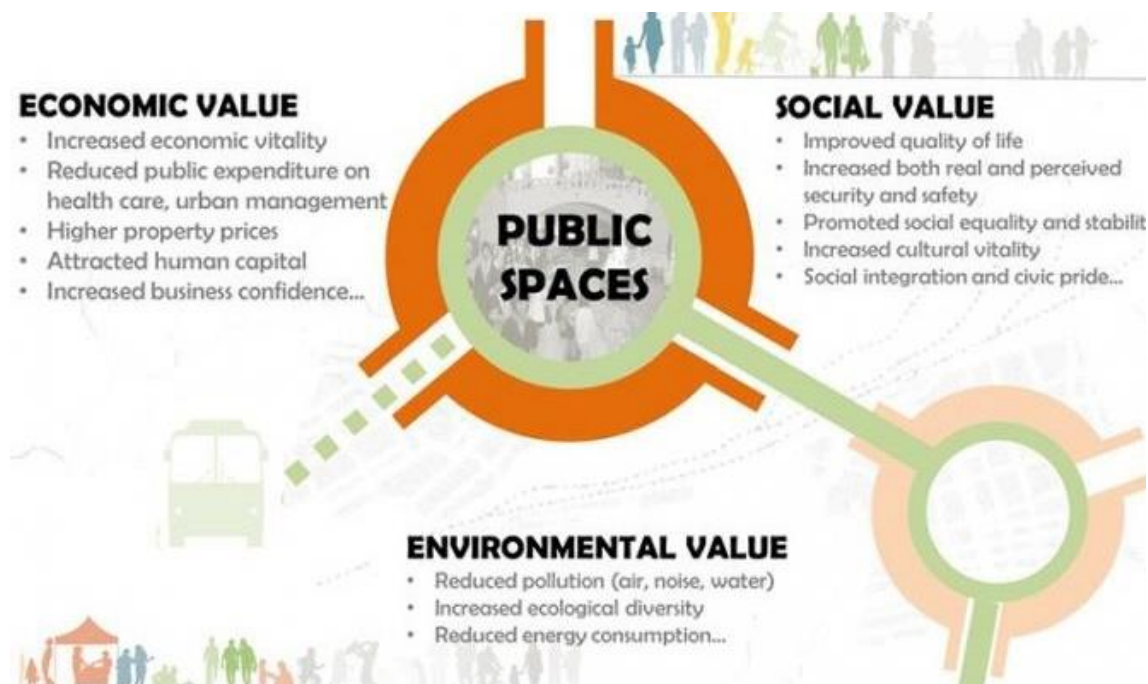 ECONOMIC VALUE
• Increased economic vitality
• Reduced public expenditure on
health care, urban management
• Higher property prices
• Attracted human capital
• Increased business confidence...
PUBLIC
SPACES
SOCIAL VALUE
• Improved quality of life
• Increased both real and perceived
security and safety
• Promoted social equality and stabilit
• Increased cultural vitality
• Social integration and civic pride...
ENVIRONMENTAL VALUE
• Reduced pollution (air, noise, water)
• Increased ecological diversity
• Reduced energy consumption...